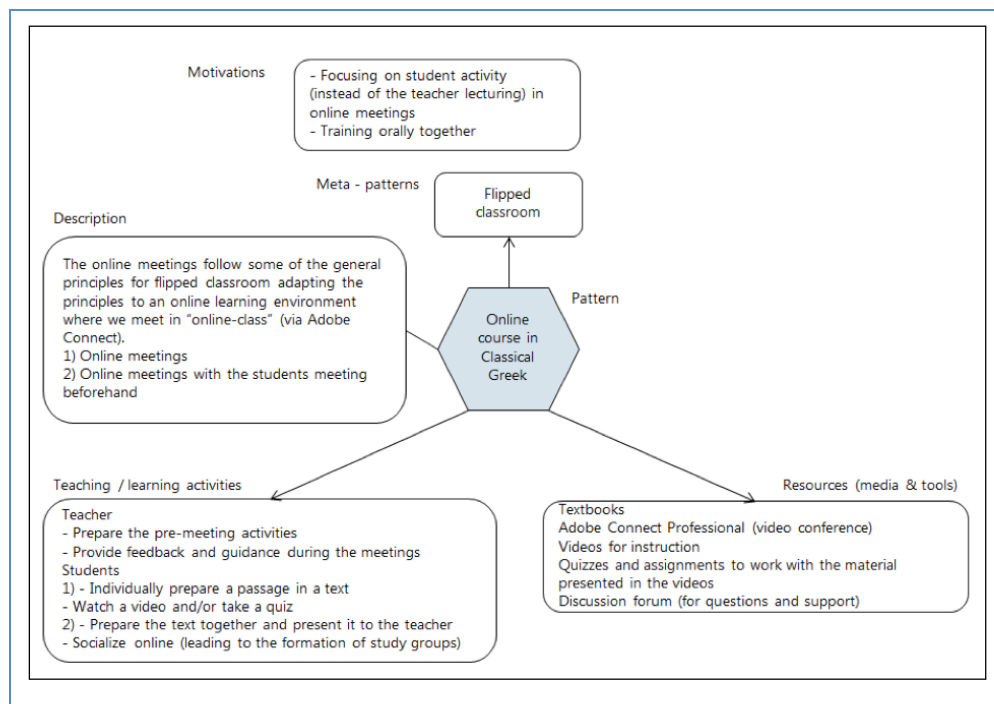 Motivations
- Focusing on student activity
(instead of the teacher lecturing) in
online meetings
- Training orally together
Meta - patterns
Flipped
classroom
Description
The online meetings follow some of the general
principles for flipped classroom adapting the
principles to an online learning environment
where we meet in “online-class” (via Adobe
Connect).
1) Online meetings
2) Online meetings with the students meeting
beforehand
Pattern
Online
course in
Classical
Greek
Teaching / learning activities
Teacher
- Prepare the pre-meeting activities
- Provide feedback and guidance during the meetings
Students
1) - Individually prepare a passage in a text
- Watch a video and/or take a quiz
2) - Prepare the text together and present it to the teacher
- Socialize online (leading to the formation of study groups)
Resources (media & tools)
Textbooks
Adobe Connect Professional (video conference)
Videos for instruction
Quizzes and assignments to work with the material
presented in the videos
Discussion forum (for questions and support)